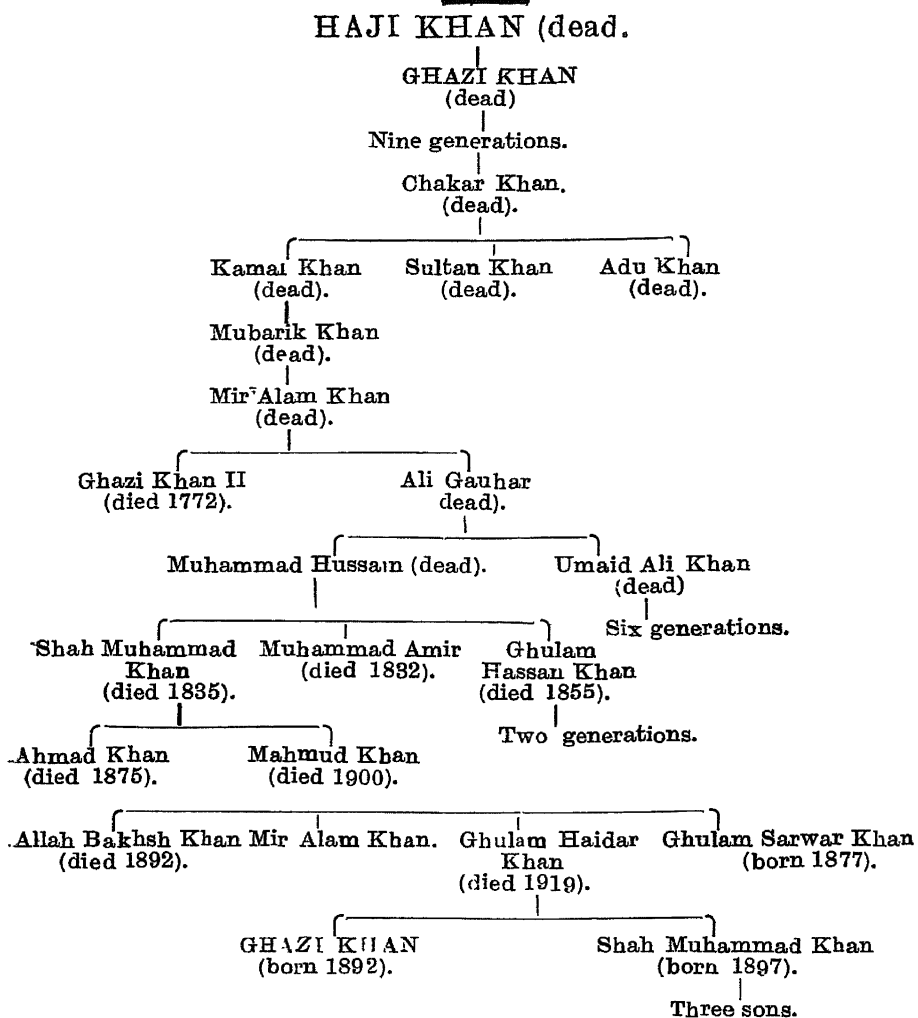 HAJI KHAN (dead.
GHAZI KHAN
(dead)
Nine generations.
Chakar Khan.
(dead).
Kamal Khan Sultan Khan Adu Khan
(dead). (dead). (dead).
Mubarik Khan
(dead).
Mir Alam Khan
(dead).
Ghazi Khan II Ali Gauhar
(died 1772). dead).
Muhammad Hussain (dead). Umaid Ali Khan
(dead)
Six generations.
Shah Muhammad Muhammad Amir Ghulam
Khan (died 1832). Hassan Khan
(died 1835). (died 1855).
Two generations.
Ahmad Khan Mahmud Khan
(died 1875). (died 1900).
Allah Bakhsh Khan Mir Alam Khan. Ghulam Haidar Ghulam Sarwar Khan
(died 1892). Khan (born 1877).
(died 1919).
GHAZI KHAN Shah Muhammad Khan
(born 1892). (born 1897).
Three sons.